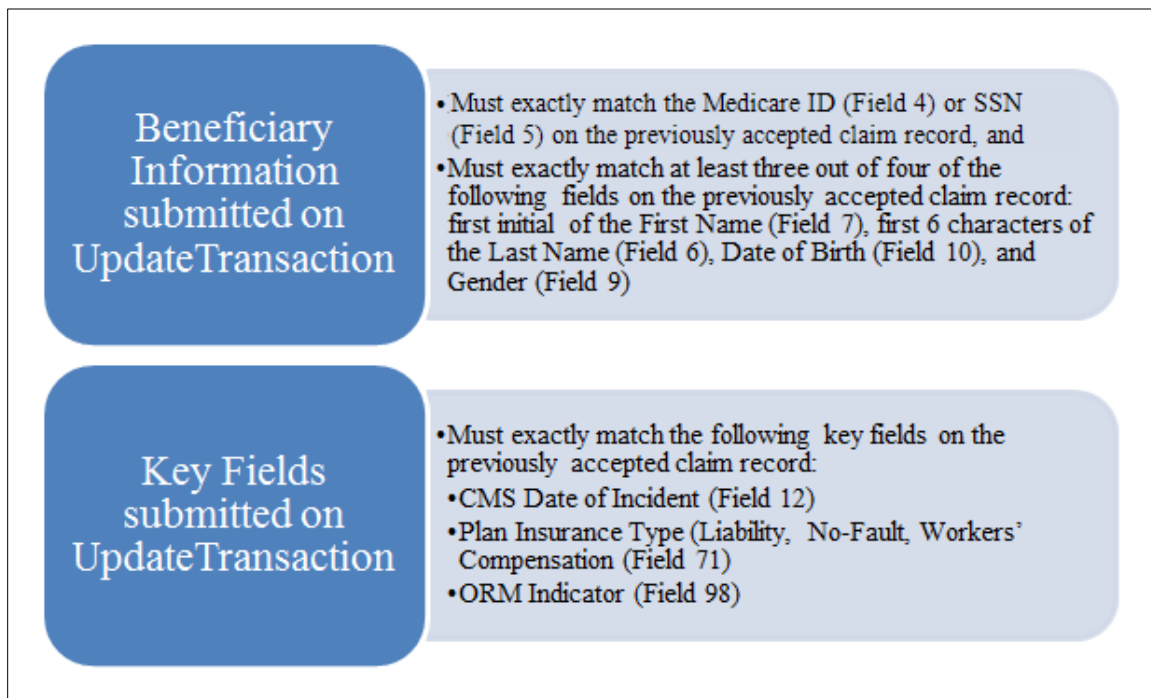 Beneficiary
Information
submitted on
UpdateTransaction
•Must exactly match the Medicare ID (Field 4) or SSN
(Field 5) on the previously accepted claim record, and
•Must exactly match at least three out of four of the
following fields on the previously accepted claim record:
first initial of the First Name (Field 7), first 6 characters of
the Last Name (Field 6), Date of Birth (Field 10), and
Gender (Field 9)
Key Fields
submitted on
UpdateTransaction
•Must exactly match the following key fields on the
previously accepted claim record:
•CMS Date of Incident (Field 12)
•Plan Insurance Type (Liability, No-Fault, Workers’
Compensation (Field 71)
•ORM Indicator (Field 98)